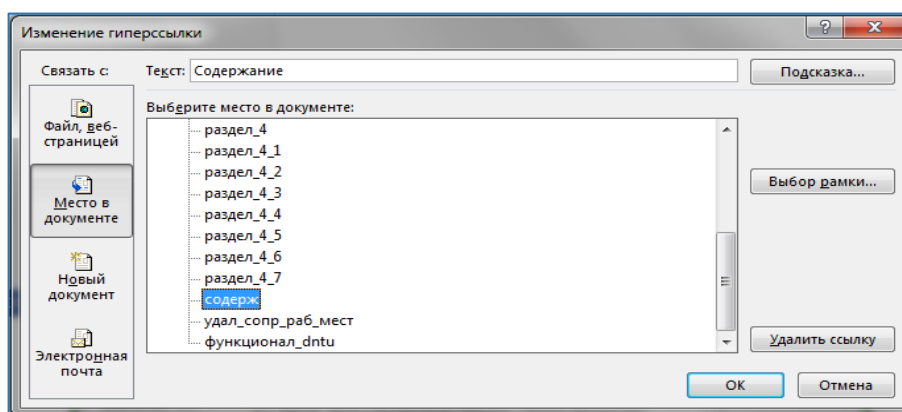 Изменение гиперссылки
Связать с:
Текст: Содержание
Подсказка...
Файл, веб-
страницей
Место в
документе
Новый
документ
Электронная
почта
Выберите место в документе:
раздел_4
раздел_4_1
раздел_4_2
раздел_4_3
раздел_4_4
раздел_4_5
раздел_4_6
раздел_4_7
содерж
удал_сопр_раб_мест
функционал_dntu
Выбор рамки...
Удалить ссылку
ОК
Отмена